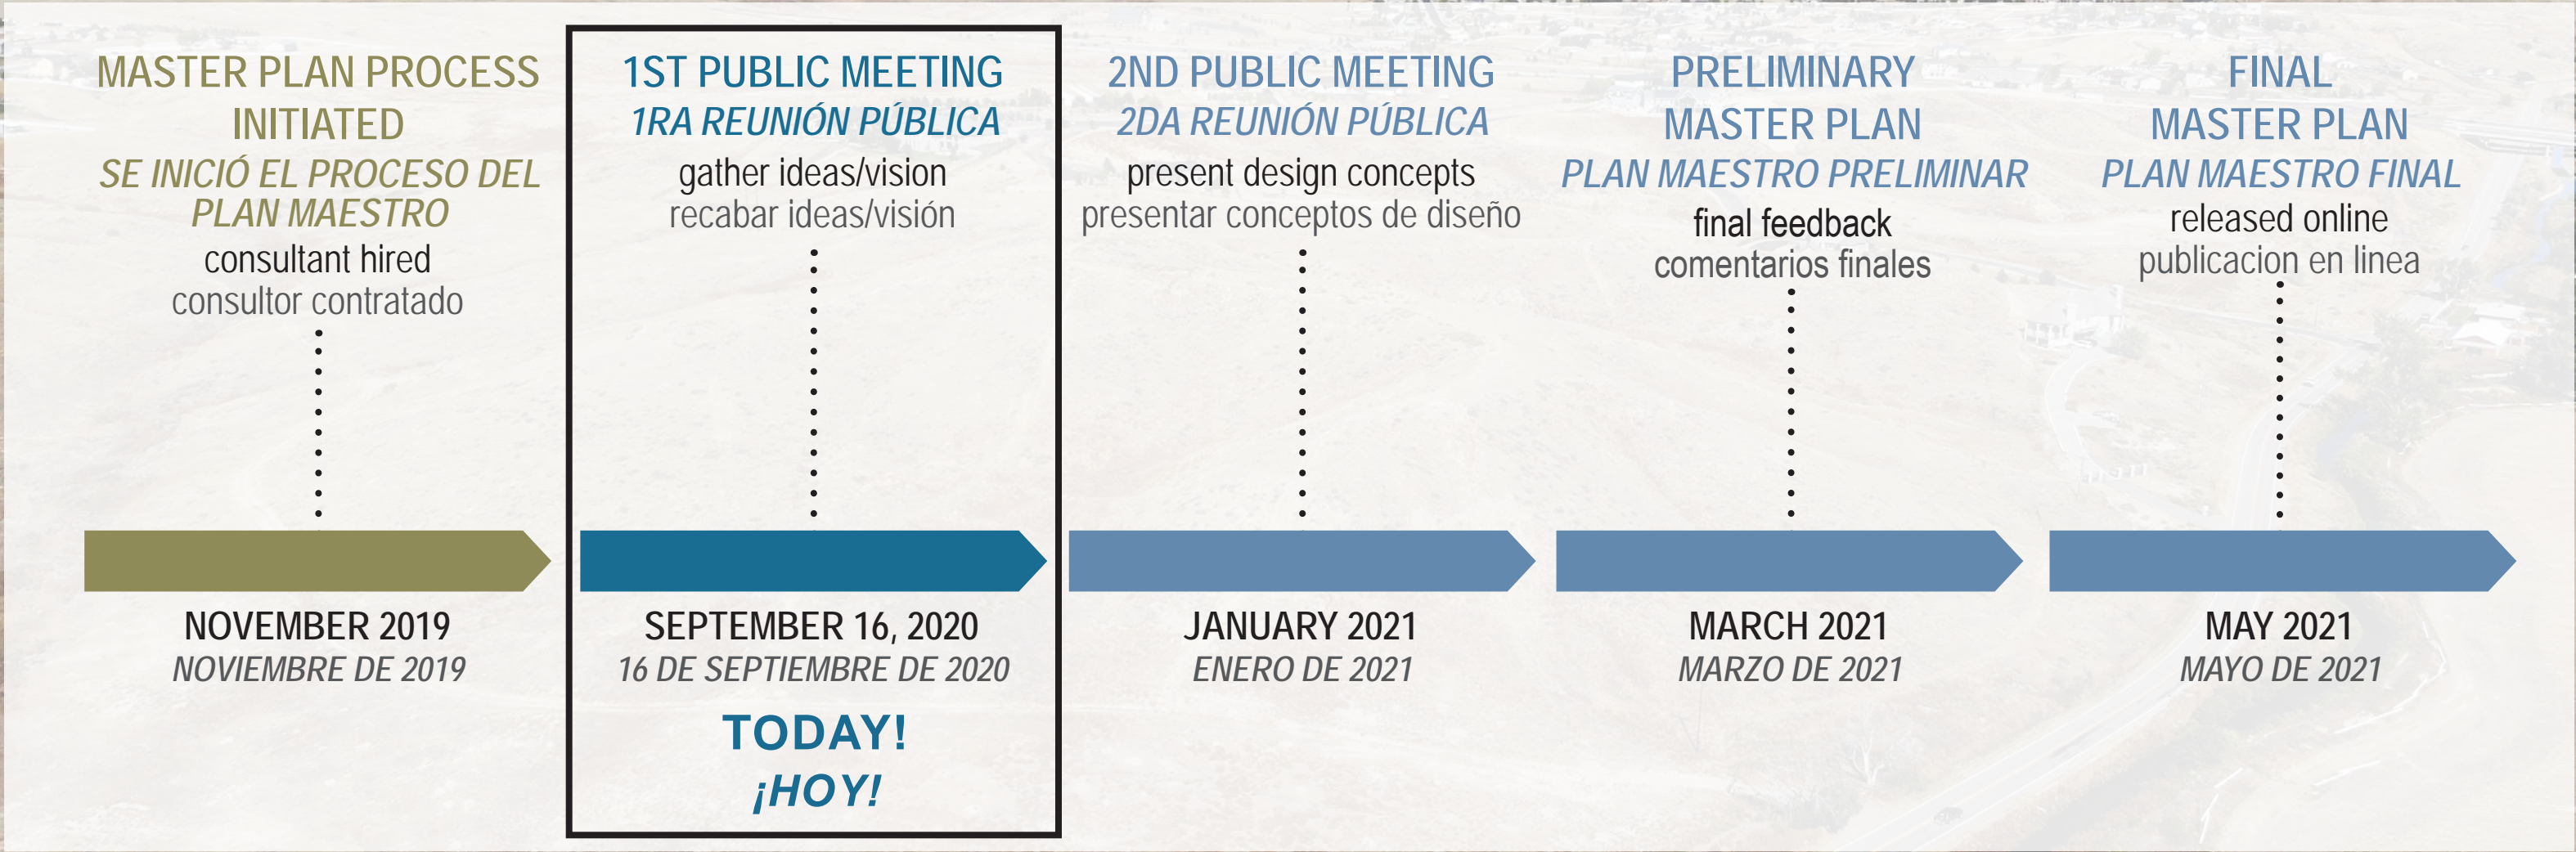 MASTER PLAN PROCESS
INITIATED
SE INICIÓ EL PROCESO DEL
PLAN MAESTRO
consultant hired
consultor contratado
NOVEMBER 2019
NOVIEMBRE DE 2019
1ST PUBLIC MEETING
1RA REUNIÓN PÚBLICA
gather ideas/vision
recabar ideas/visión
SEPTEMBER 16, 2020
16 DE SEPTIEMBRE DE 2020
TODAY!
¡HOY!
2ND PUBLIC MEETING
2DA REUNIÓN PÚBLICA
present design concepts
presentar conceptos de diseño
JANUARY 2021
ENERO DE 2021
PRELIMINARY
MASTER PLAN
PLAN MAESTRO PRELIMINAR
final feedback
comentarios finales
MARCH 2021
MARZO DE 2021
FINAL
MASTER PLAN
PLAN MAESTRO FINAL
released online
publicacion en linea
MAY 2021
MAYO DE 2021